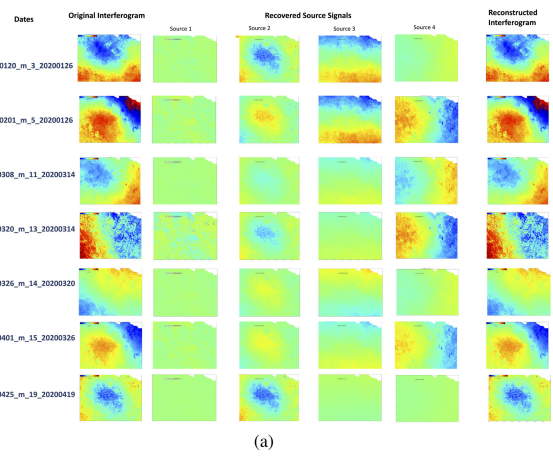 Dates
Original Interferogram
Recovered Source Signals
Reconstructed Interferogram
Source 1
Source 2
Source 3
Source 4
0120_m_3_20200126
0201_m_5_20200126
0308_m_11_20200314
0320_m_13_20200314
0326_m_14_20200320
0401_m_15_20200326
0425_m_19_20200419
(a)